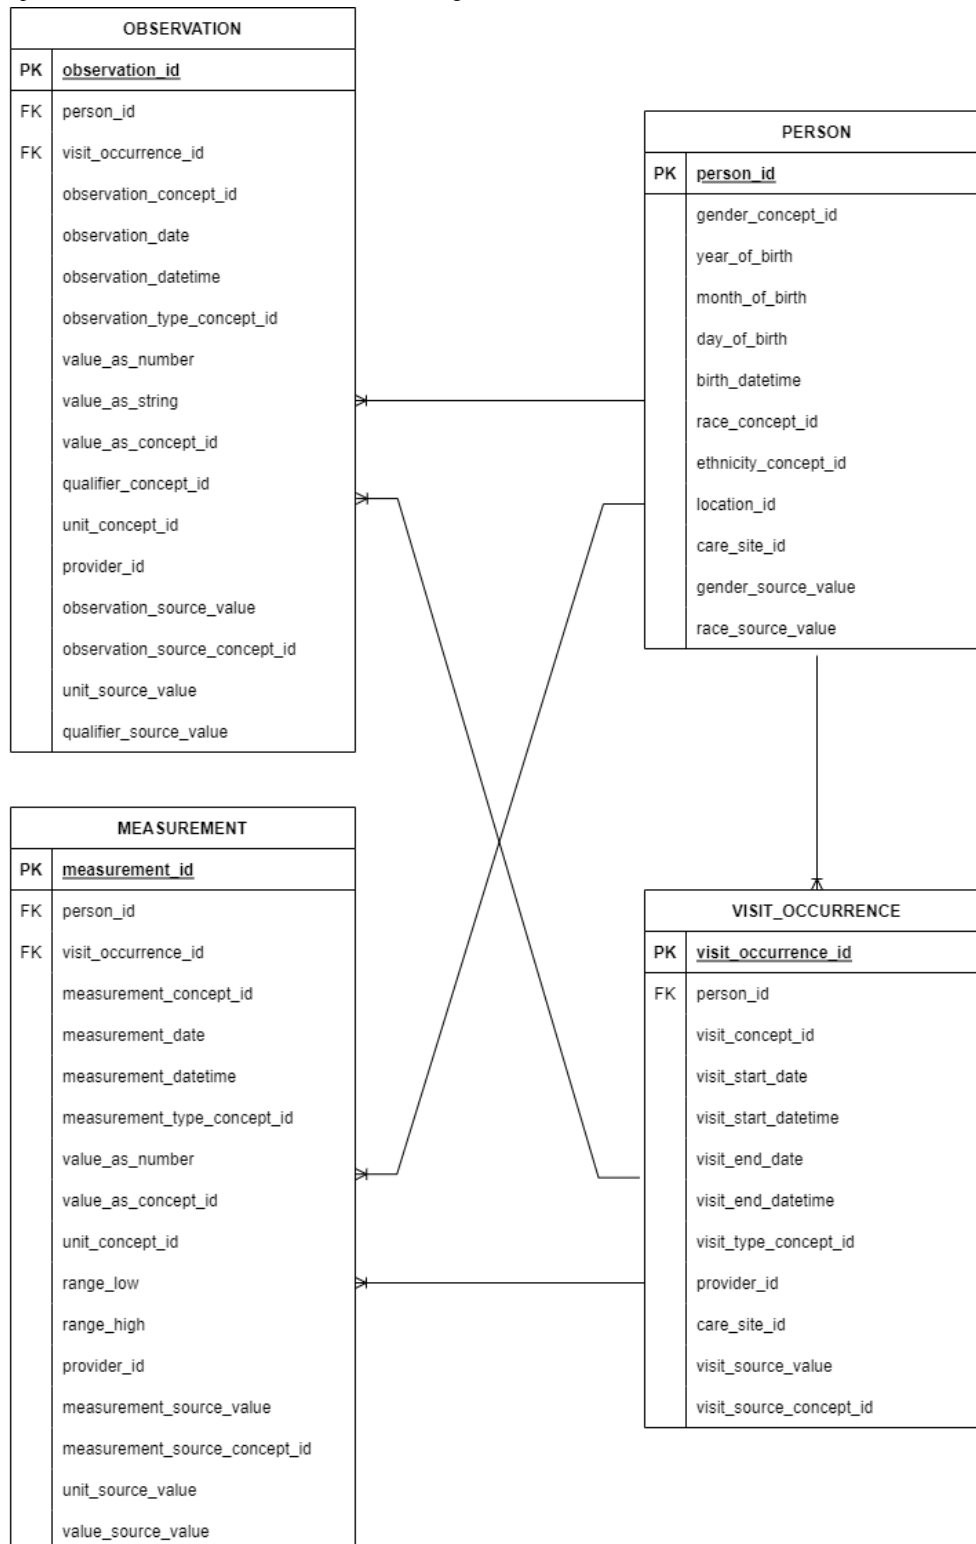 OBSERVATION
PK observation_id
FK person_id
FK visit_occurrence_id
observation_concept_id
observation_date
observation_datetime
observation_type_concept_id
value_as_number
value_as_string
value_as_concept_id
qualifier_concept_id
unit_concept_id
provider_id
observation_source_value
observation_source_concept_id
unit_source_value
qualifier_source_value
PERSON
PK person_id
gender_concept_id
year_of_birth
month_of_birth
day_of_birth
birth_datetime
race_concept_id
ethnicity_concept_id
location_id
care_site_id
gender_source_value
race_source_value
MEASUREMENT
PK measurement_id
FK person_id
FK visit_occurrence_id
measurement_concept_id
measurement_date
measurement_datetime
measurement_type_concept_id
value_as_number
value_as_concept_id
unit_concept_id
range_low
range_high
provider_id
measurement_source_value
measurement_source_concept_id
unit_source_value
value_source_value
VISIT_OCCURRENCE
PK visit_occurrence_id
FK person_id
visit_concept_id
visit_start_date
visit_start_datetime
visit_end_date
visit_end_datetime
visit_type_concept_id
provider_id
care_site_id
visit_source_value
visit_source_concept_id